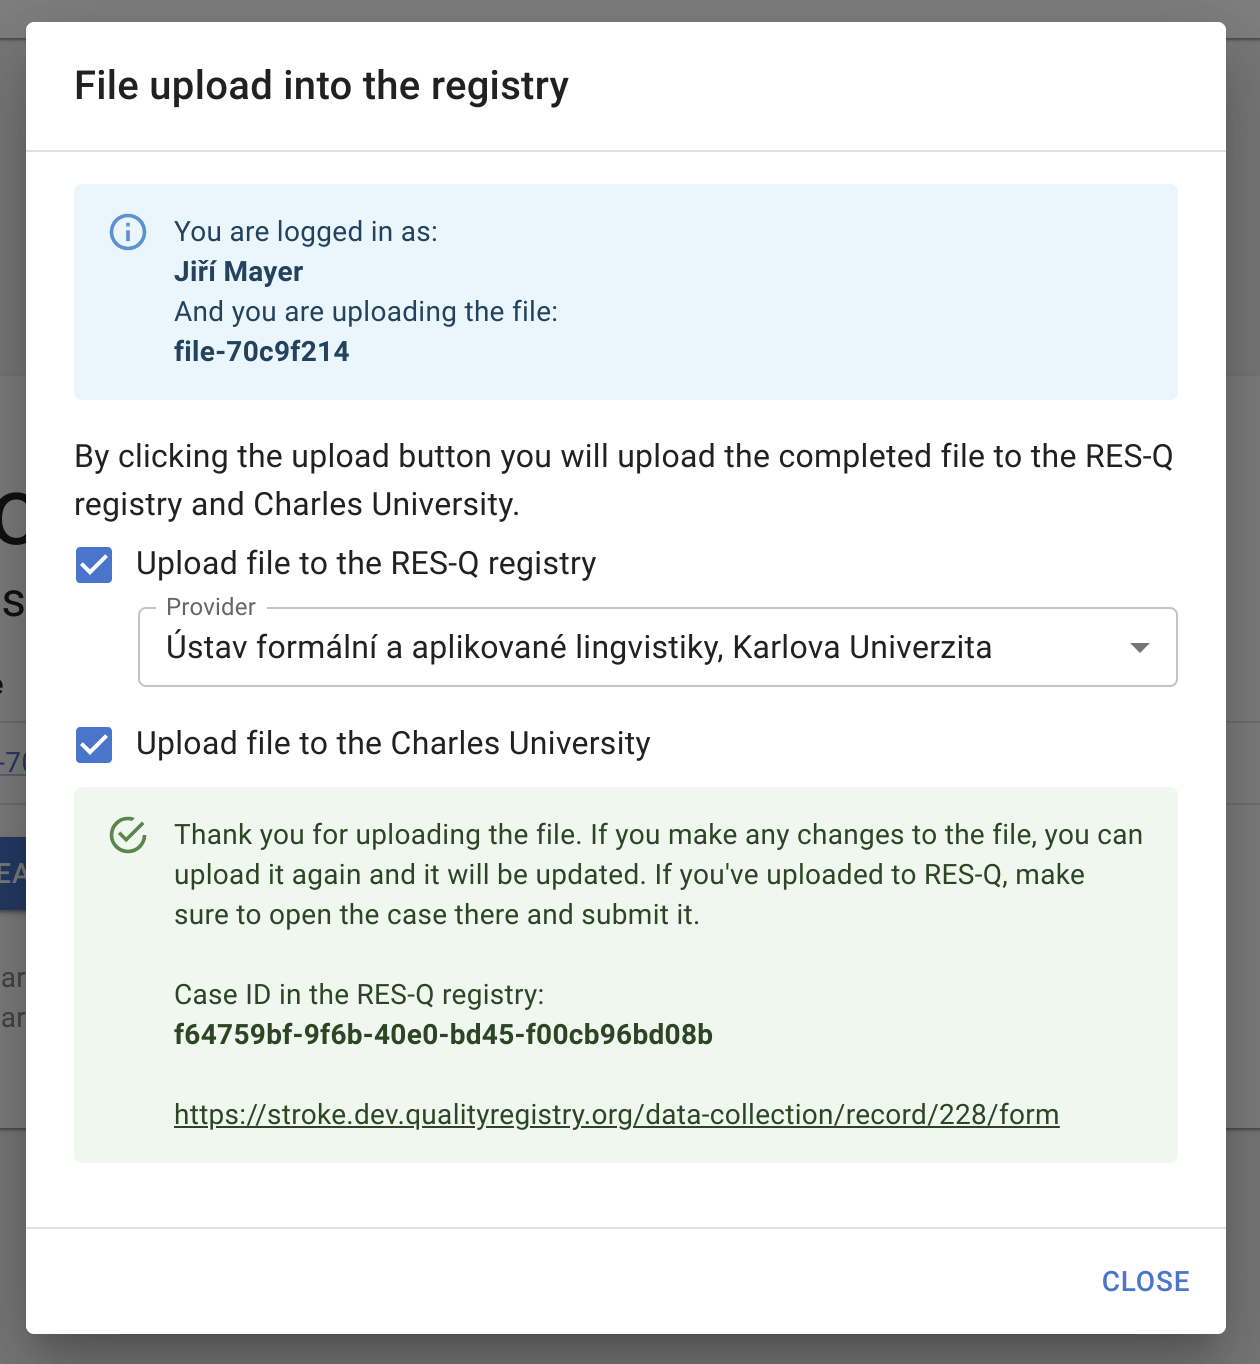 File upload into the registry
You are logged in as:
Jiří Mayer
And you are uploading the file:
file-70c9f214
By clicking the upload button you will upload the completed file to the RES-Q
registry and Charles University.
Upload file to the RES-Q registry
Provider
Ústav formální a aplikované lingvistiky, Karlova Univerzita
Upload file to the Charles University
Thank you for uploading the file. If you make any changes to the file, you can
upload it again and it will be updated. If you've uploaded to RES-Q, make
sure to open the case there and submit it.
Case ID in the RES-Q registry:
f64759bf-9f6b-40e0-bd45-f00cb96bd08b
https://stroke.dev.qualityregistry.org/data-collection/record/228/form
CLOSE